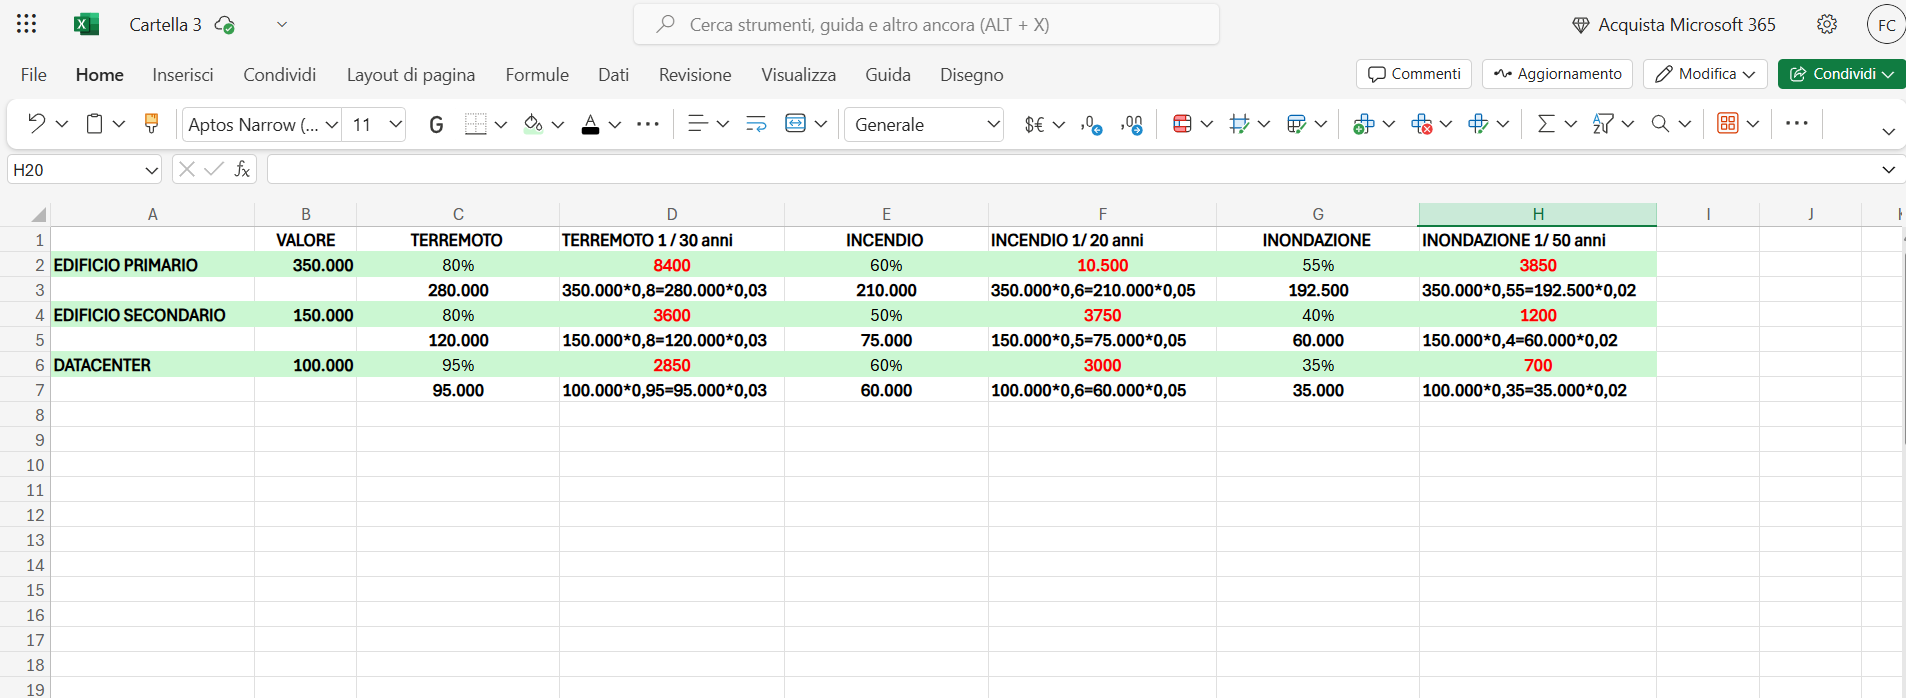 Cartella 3
Cerca strumenti, guida e altro ancora (ALT + X)
Acquista Microsoft 365
FC
File Home Inserisci Condividi Layout di pagina Formule Dati Revisione Visualizza Guida Disegno
Commenti Aggiornamento Modifica Condividi
Aptos Narrow (... 11 G A Generale $€
H20 fx
A B C D E F G H I J
1 VALORE TERREMOTO TERREMOTO 1 / 30 anni INCENDIO INCENDIO 1/ 20 anni INONDAZIONE INONDAZIONE 1/ 50 anni
2 EDIFICIO PRIMARIO 350.000 80% 8400 60% 10.500 55% 3850
3 280.000 350.000*0,8=280.000*0,03 210.000 350.000*0,6=210.000*0,05 192.500 350.000*0,55=192.500*0,02
4 EDIFICIO SECONDARIO 150.000 80% 3600 50% 3750 40% 1200
5 120.000 150.000*0,8=120.000*0,03 75.000 150.000*0,5=75.000*0,05 60.000 150.000*0,4=60.000*0,02
6 DATACENTER 100.000 95% 2850 60% 3000 35% 700
7 95.000 100.000*0,95=95.000*0,03 60.000 100.000*0,6=60.000*0,05 35.000 100.000*0,35=35.000*0,02
8
9
10
11
12
13
14
15
16
17
18
19